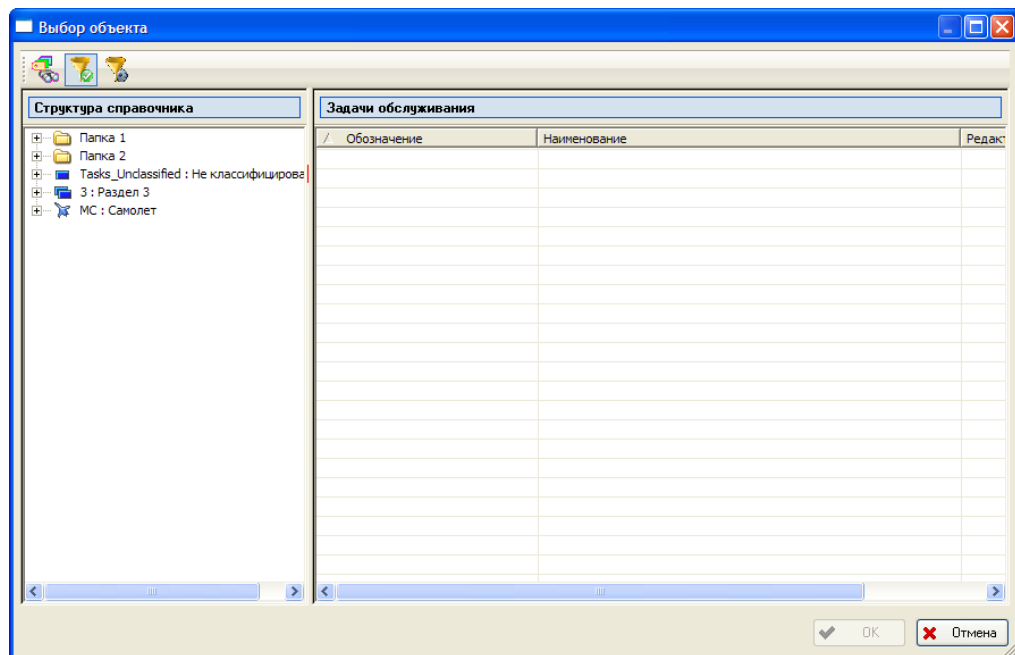 Выбор объекта
Структура справочника
Задачи обслуживания
Папка 1
Папка 2
Tasks_Unclassified : Не классифицирова
3 : Раздел 3
МС : Самолет
Обозначение
Наименование
Редакт
OK
Отмена